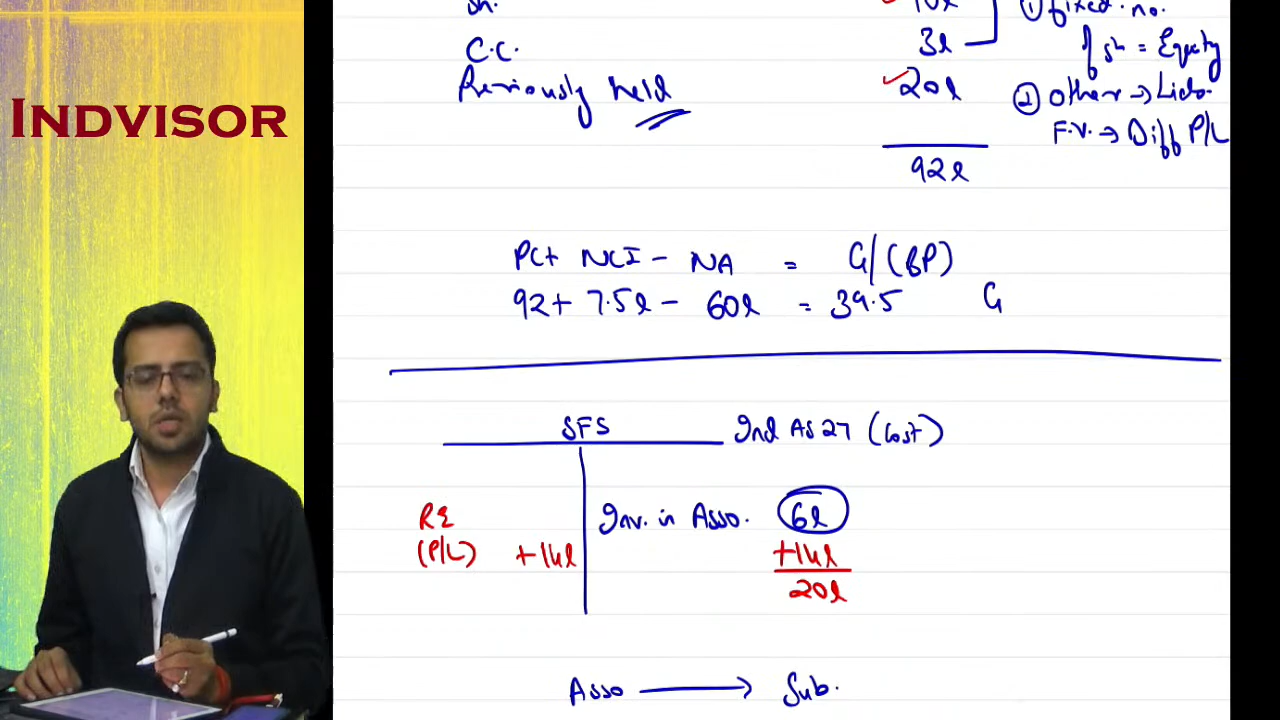 INDVISOR
sh. 10l
C.C. 3l
Previously held 20l
92l
① fixed no.
of sh = Equity
② Other →
F.V. → Diff P/L
PC+ NCI - NA = G/(BP)
92+ 7.5l - 60l = 39.5 G
SFS Ind AS 27 (Cost)
Inv. in Asso. 6l
RE
(P/L) +14l +14l
20l
Asso → Sub.